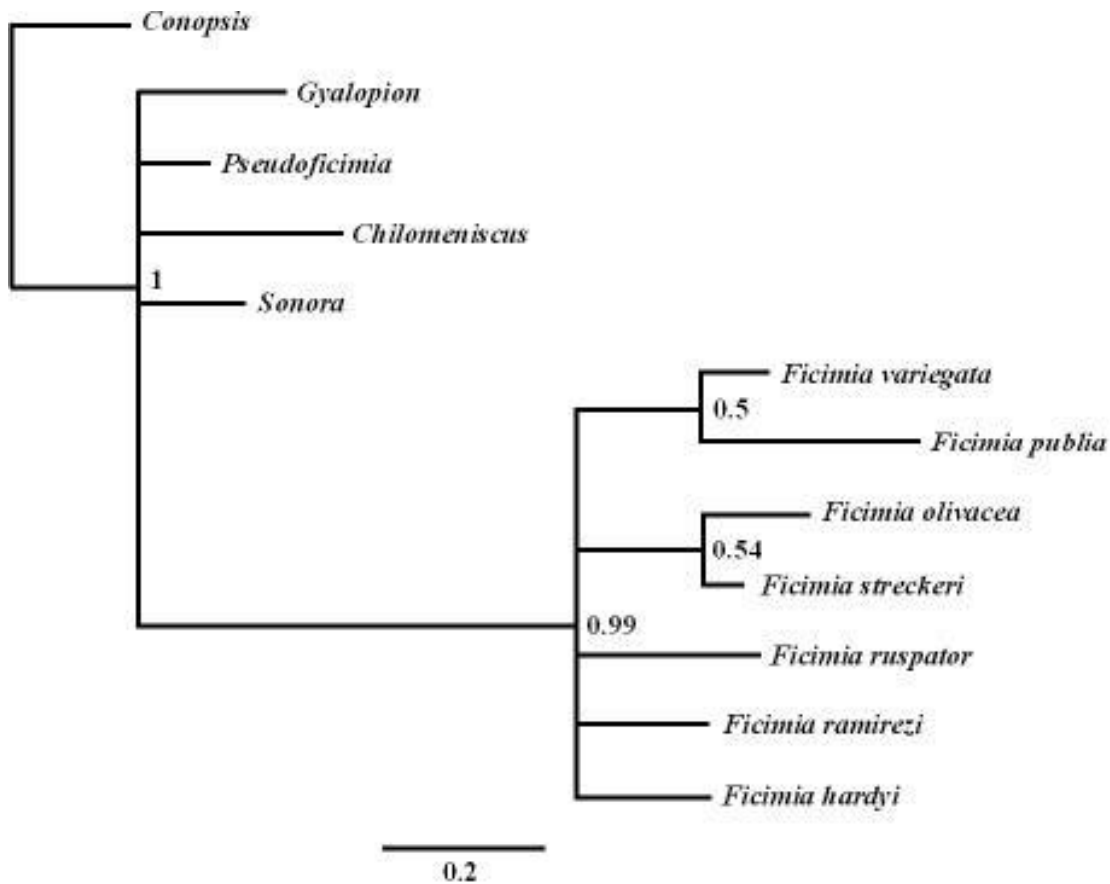 Conopsis
Gyalopion
Pseudoficimia
Chilomeniscus
1
Sonora
Ficimia variegata
0.5
Ficimia publia
Ficimia olivacea
0.54
Ficimia streckeri
0.99
Ficimia ruspator
Ficimia ramirezi
Ficimia hardyi
0.2